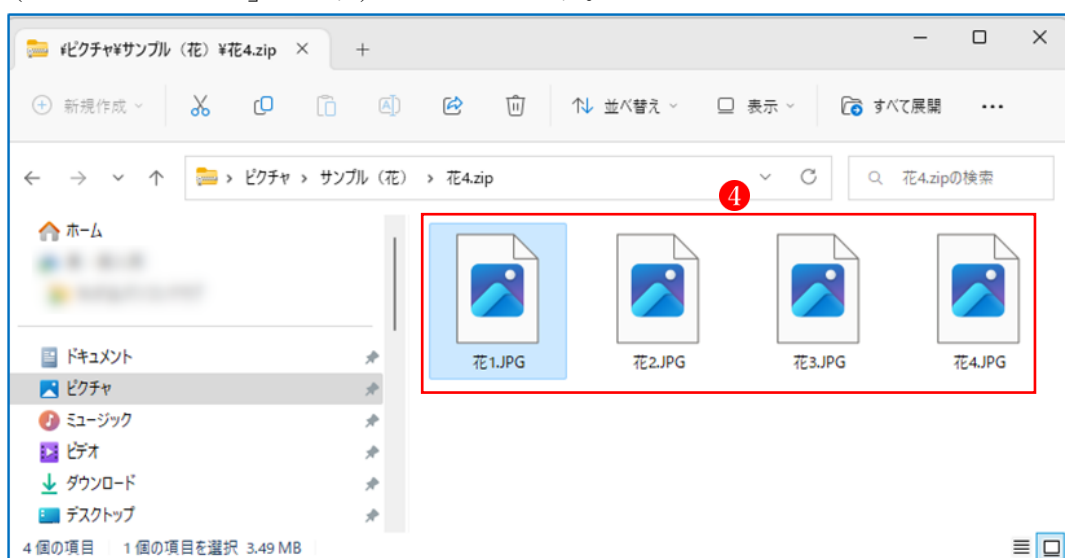 ¥ピクチャ¥サンプル（花）¥花4.zip
新規作成
並べ替え
表示
すべて展開
ピクチャ › サンプル（花） › 花4.zip
花4.zipの検索
4
ホーム
花1.JPG
花2.JPG
花3.JPG
花4.JPG
ドキュメント
ピクチャ
ミュージック
ビデオ
ダウンロード
デスクトップ
4 個の項目
1 個の項目を選択 3.49 MB